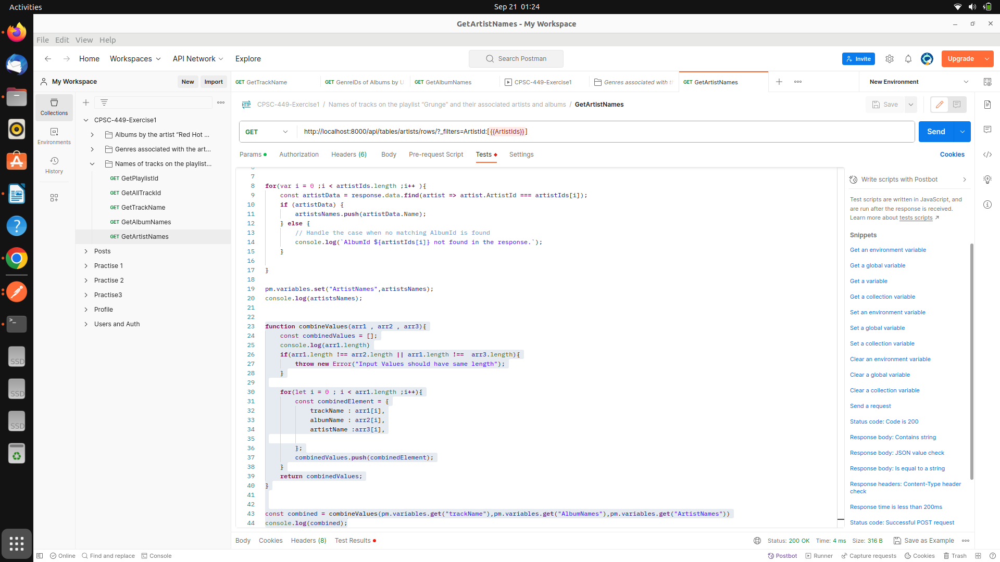 Activities
Sep 21 01:24
GetArtistNames - My Workspace
File Edit View Help
Home Workspaces API Network Explore
Search Postman
Invite
Upgrade
My Workspace
New Import
GET GetTrackName
GET GenreIDs of Albums by
GET GetAlbumNames
CPSC-449-Exercise1
Genres associated with
GET GetArtistNames
New Environment
Collections
Environments
History
CPSC-449-Exercise1
Albums by the artist “Red Hot ...
Genres associated with the art...
Names of tracks on the playlist...
GET GetPlaylistId
GET GetAllTrackId
GET GetTrackName
GET GetAlbumNames
GET GetArtistNames
Posts
Practise 1
Practise 2
Practise3
Profile
Users and Auth
HTTP CPSC-449-Exercise1 / Names of tracks on the playlist “Grunge” and their associated artists and albums / GetArtistNames
Save
GET http://localhost:8000/api/tables/artists/rows/?_filters=ArtistId:[{{ArtistIds}}]
Send
Params Authorization Headers (6) Body Pre-request Script Tests Settings
Cookies
7
8 for(var i = 0 ;i < artistIds.length ;i++ ){
9 const artistData = response.data.find(artist => artist.ArtistId === artistIds[i]);
10 if (artistData) {
11 artistsNames.push(artistData.Name);
12 } else {
13 // Handle the case when no matching AlbumId is found
14 console.log(`AlbumId ${artistIds[i]} not found in the response.`);
15 }
16
17 }
18
19 pm.variables.set("ArtistNames",artistsNames);
20 console.log(artistsNames);
21
22
23 function combineValues(arr1 , arr2 , arr3){
24 const combinedValues = [];
25 console.log(arr1.length)
26 if(arr1.length !== arr2.length || arr1.length !== arr3.length){
27 throw new Error("Input Values should have same length");
28 }
29
30 for(let i = 0 ; i < arr1.length ;i++){
31 const combinedElement = {
32 trackName : arr1[i],
33 albumName : arr2[i],
34 artistName :arr3[i],
35
36 };
37 combinedValues.push(combinedElement);
38 }
39 return combinedValues;
40 }
41
42
43 const combined = combineValues(pm.variables.get("trackName"),pm.variables.get("AlbumNames"),pm.variables.get("ArtistNames"))
44 console.log(combined);
Write scripts with Postbot
Test scripts are written in JavaScript, and
are run after the response is received.
Learn more about tests scripts ↗
Snippets
Get an environment variable
Get a global variable
Get a variable
Get a collection variable
Set an environment variable
Set a global variable
Set a collection variable
Clear an environment variable
Clear a global variable
Clear a collection variable
Send a request
Status code: Code is 200
Response body: Contains string
Response body: JSON value check
Response body: Is equal to a string
Response headers: Content-Type header
check
Response time is less than 200ms
Status code: Successful POST request
Body Cookies Headers (8) Test Results
Status: 200 OK Time: 4 ms Size: 316 B Save as Example
Online Find and replace Console
Postbot Runner Capture requests Cookies Trash
SSD
SSD
SSD